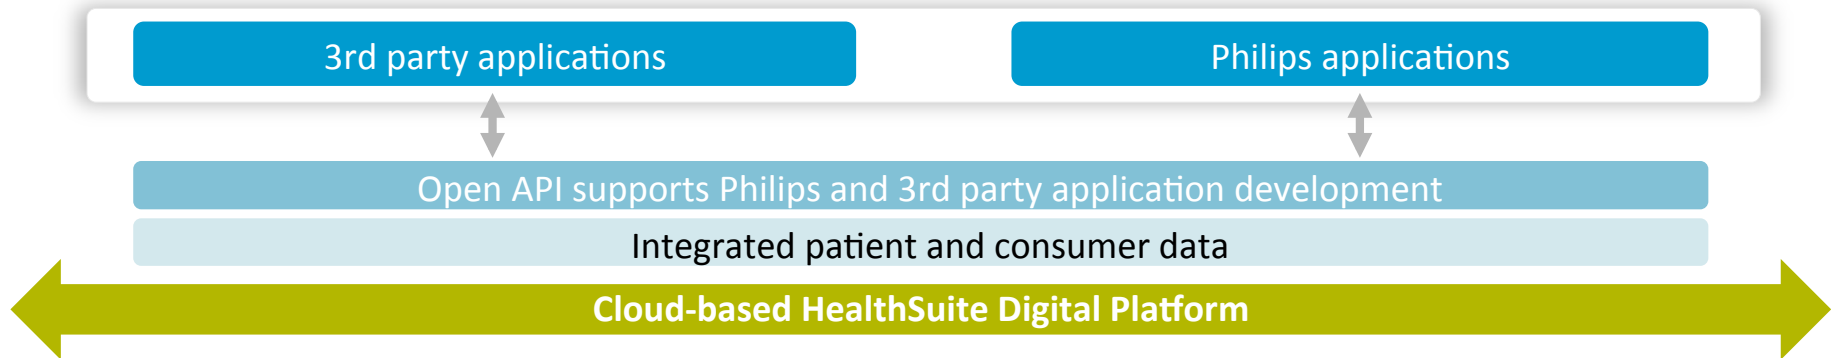 3rd party applications
Philips applications
Open API supports Philips and 3rd party application development
Integrated patient and consumer data
Cloud-based HealthSuite Digital Platform